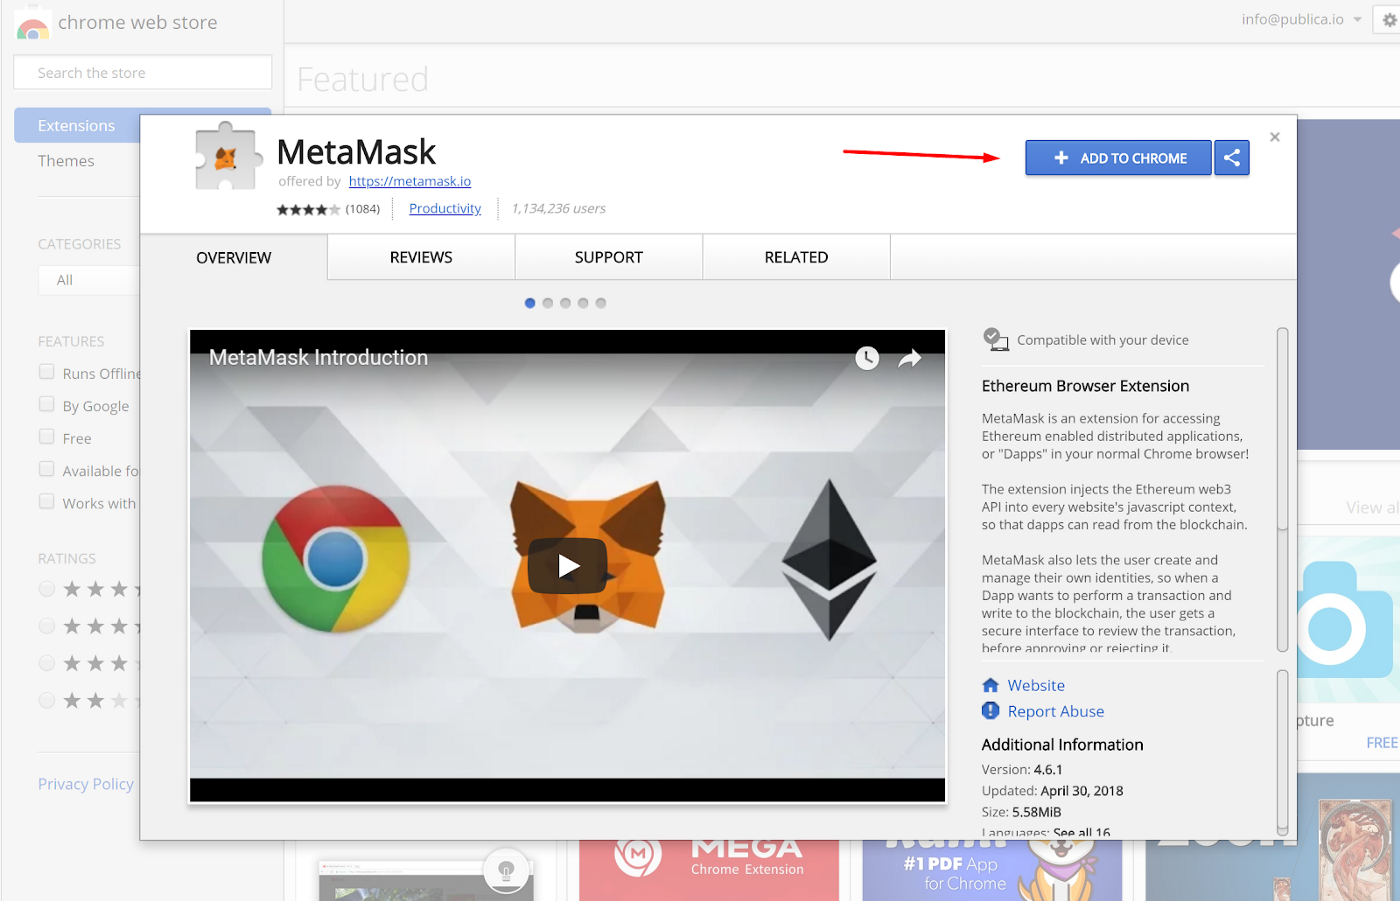 chrome web store
info@publica.io
Search the store
Featured
Extensions
Themes
CATEGORIES
All
FEATURES
Runs Offline
By Google
Free
Available fo
Works with
RATINGS
Privacy Policy
MetaMask
offered by https://metamask.io
(1084)
Productivity
1,134,236 users
ADD TO CHROME
OVERVIEW
REVIEWS
SUPPORT
RELATED
MetaMask Introduction
Compatible with your device
Ethereum Browser Extension
MetaMask is an extension for accessing
Ethereum enabled distributed applications,
or "Dapps" in your normal Chrome browser!
The extension injects the Ethereum web3
API into every website's javascript context,
so that dapps can read from the blockchain.
MetaMask also lets the user create and
manage their own identities, so when a
Dapp wants to perform a transaction and
write to the blockchain, the user gets a
secure interface to review the transaction,
before approving or rejecting it.
Website
Report Abuse
Additional Information
Version: 4.6.1
Updated: April 30, 2018
Size: 5.58MiB
Languages: See all 16
View al
pture
FREE
MEGA
Chrome Extension
#1 PDF App
for Chrome